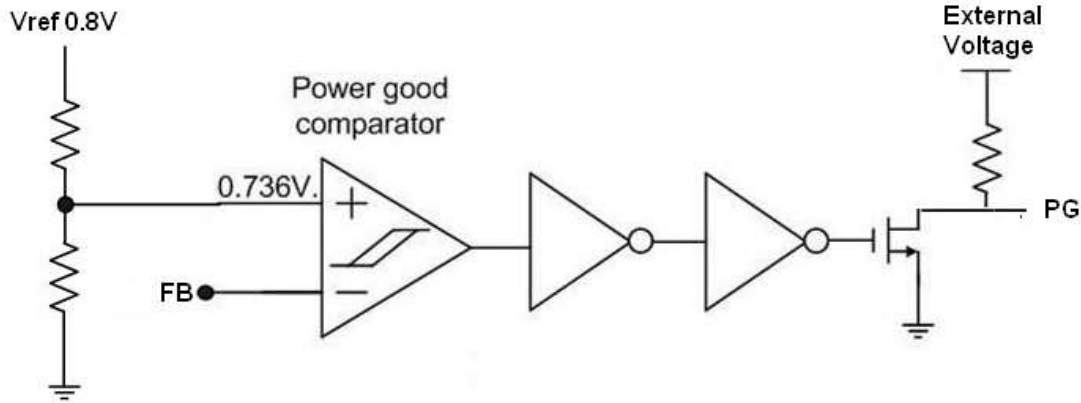 Vref 0.8V
External
Voltage
Power good
comparator
0.736V.
+
PG
FB
−